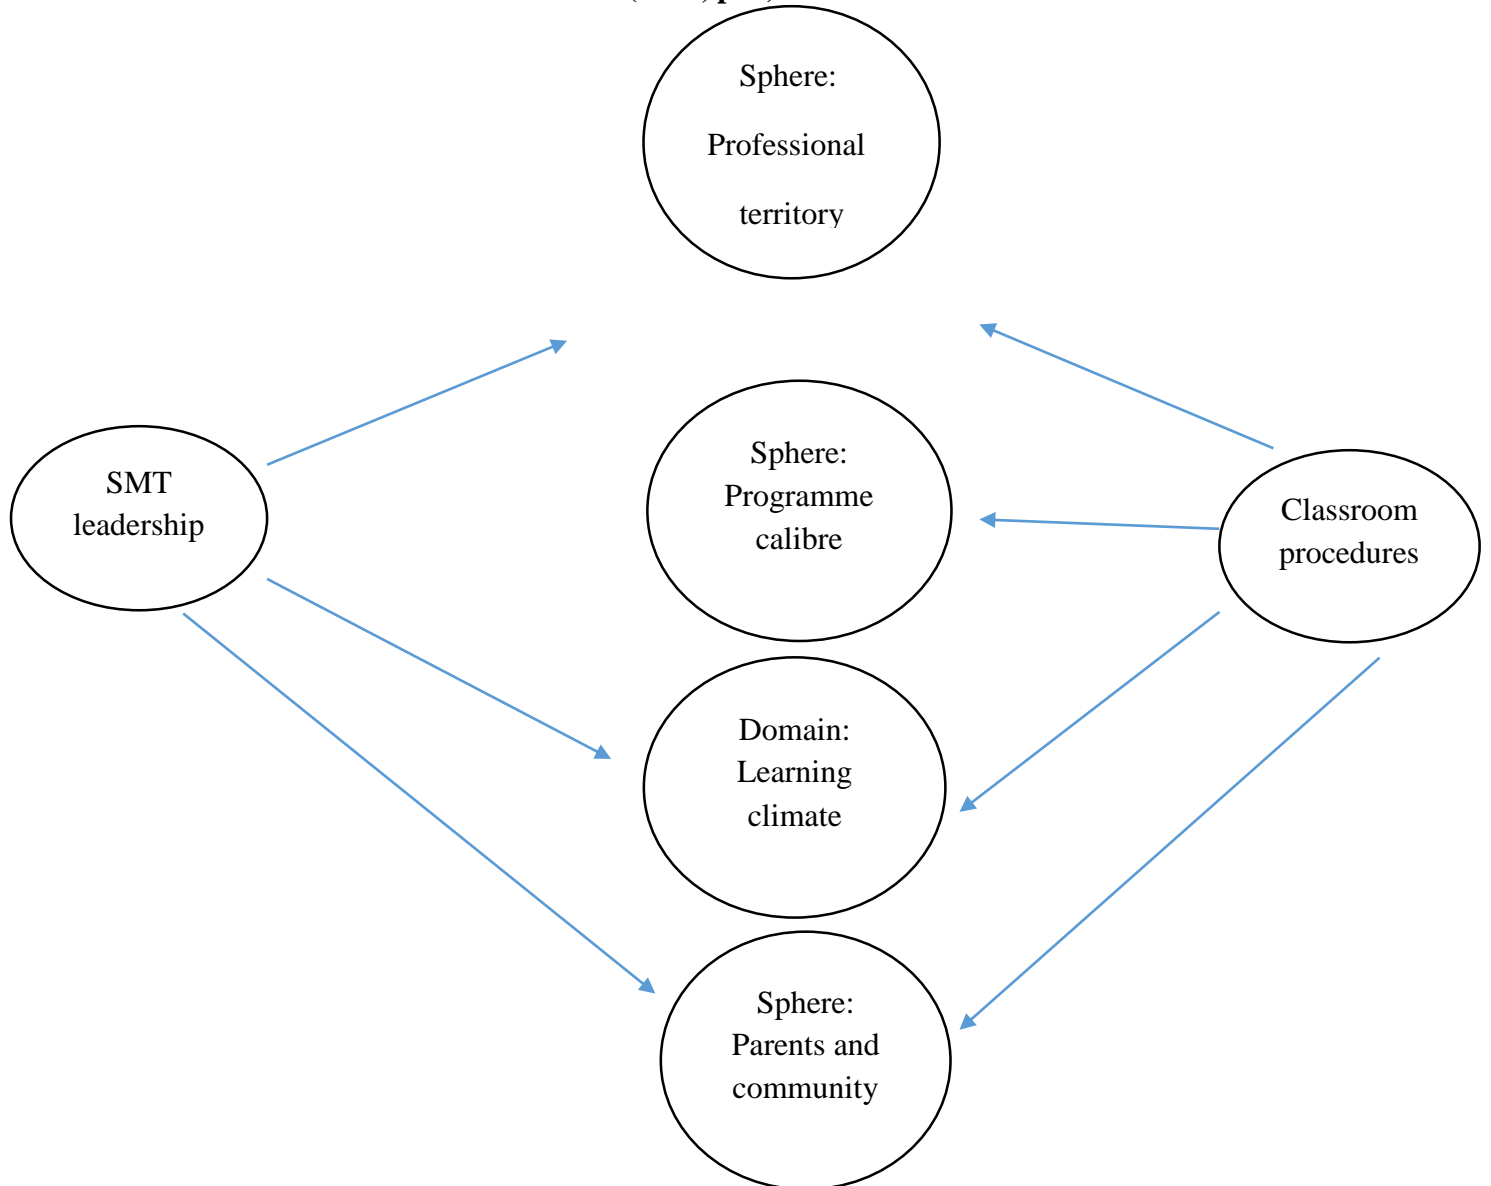 Sphere:
Professional
territory
SMT
leadership
Sphere:
Programme
calibre
Classroom
procedures
Domain:
Learning
climate
Sphere:
Parents and
community